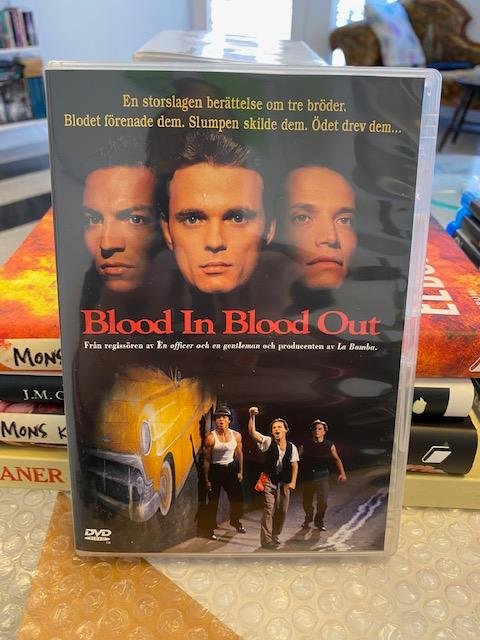 En storslagen berättelse om tre bröder.
Blodet förenade dem. Slumpen skilde dem. Ödet drev dem...
Blood In Blood Out
Från regissören av En officer och en gentleman och producenten av La Bamba.
DVD
VIDEO
MONS
J.M.
MONS K
ANER